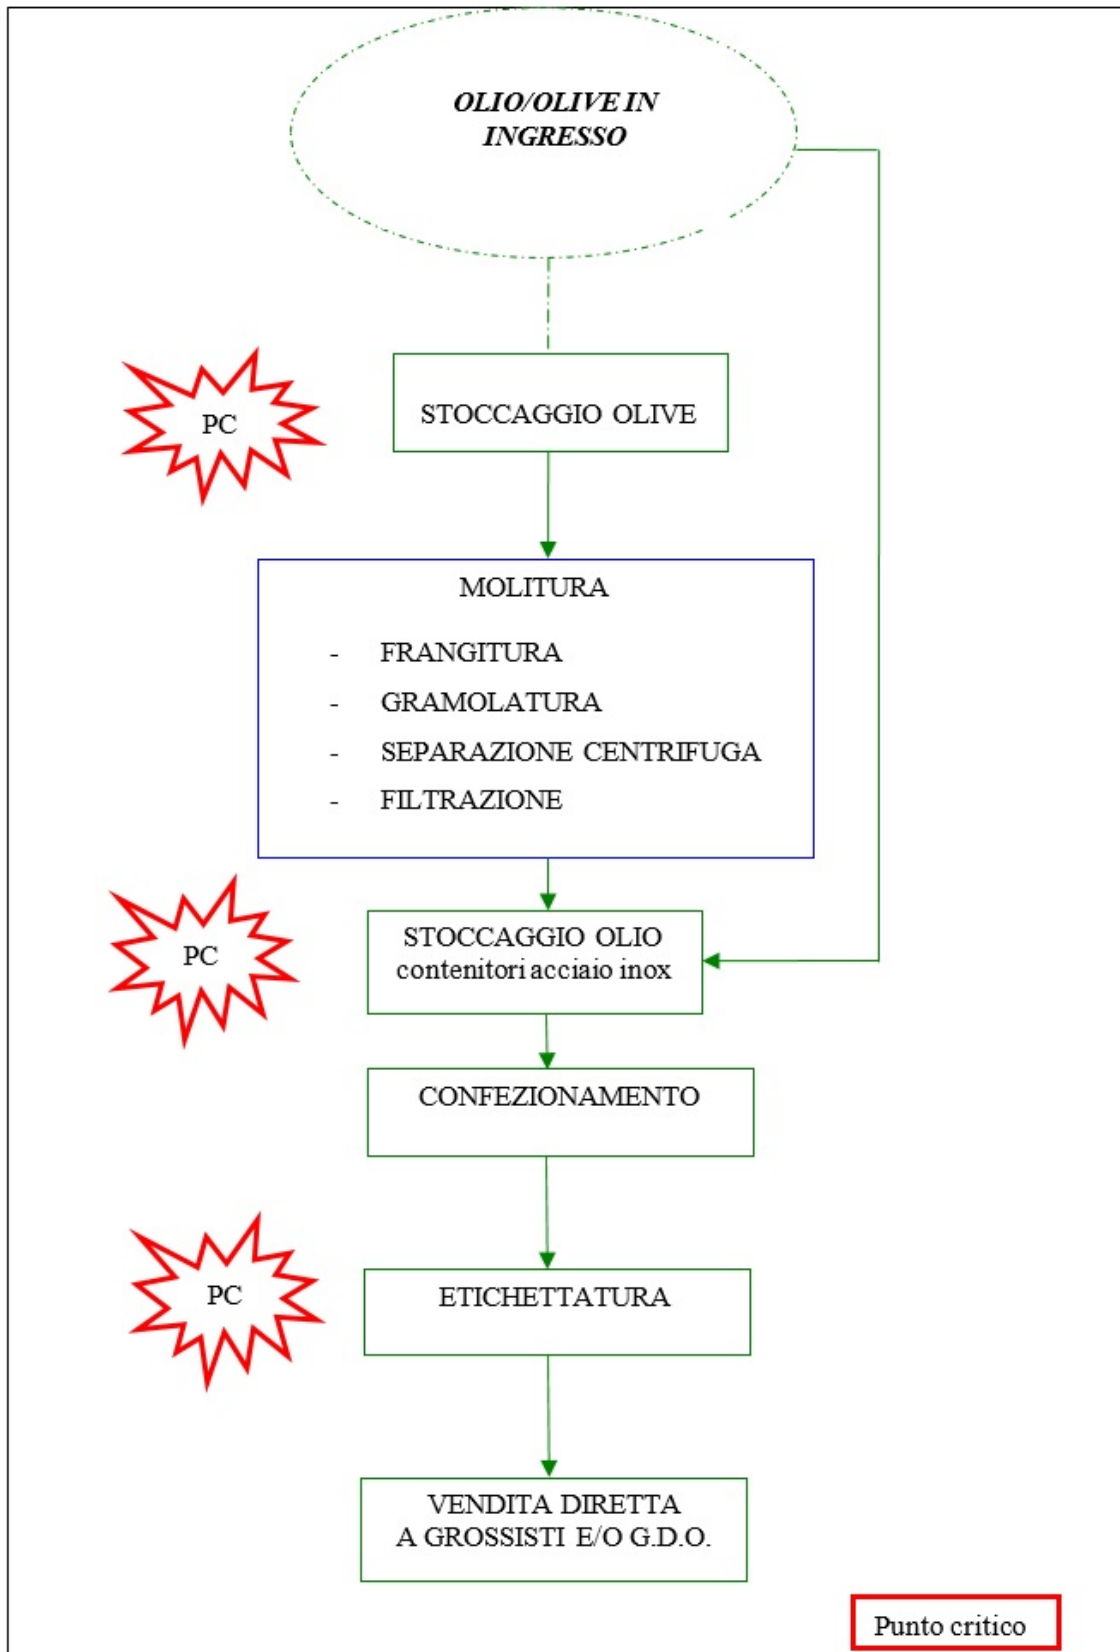 OLIO/OLIVE IN
INGRESSO
PC
STOCCAGGIO OLIVE
MOLITURA
- FRANGITURA
- GRAMOLATURA
- SEPARAZIONE CENTRIFUGA
- FILTRAZIONE
PC
STOCCAGGIO OLIO
contenitori acciaio inox
CONFEZIONAMENTO
PC
ETICHETTATURA
VENDITA DIRETTA
A GROSSISTI E/O G.D.O.
Punto critico